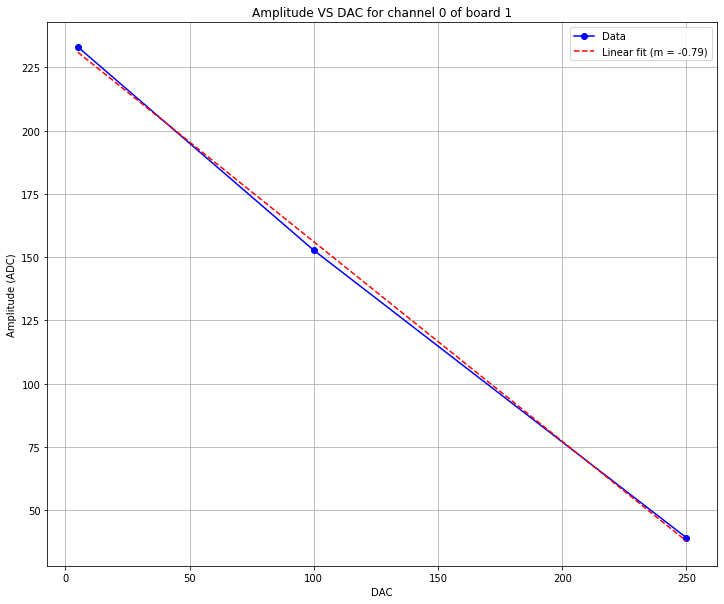 Amplitude VS DAC for channel 0 of board 1
Data
Linear fit (m = -0.79)
225
200
175
150
125
100
75
50
Amplitude (ADC)
0 50 100 150 200 250
DAC